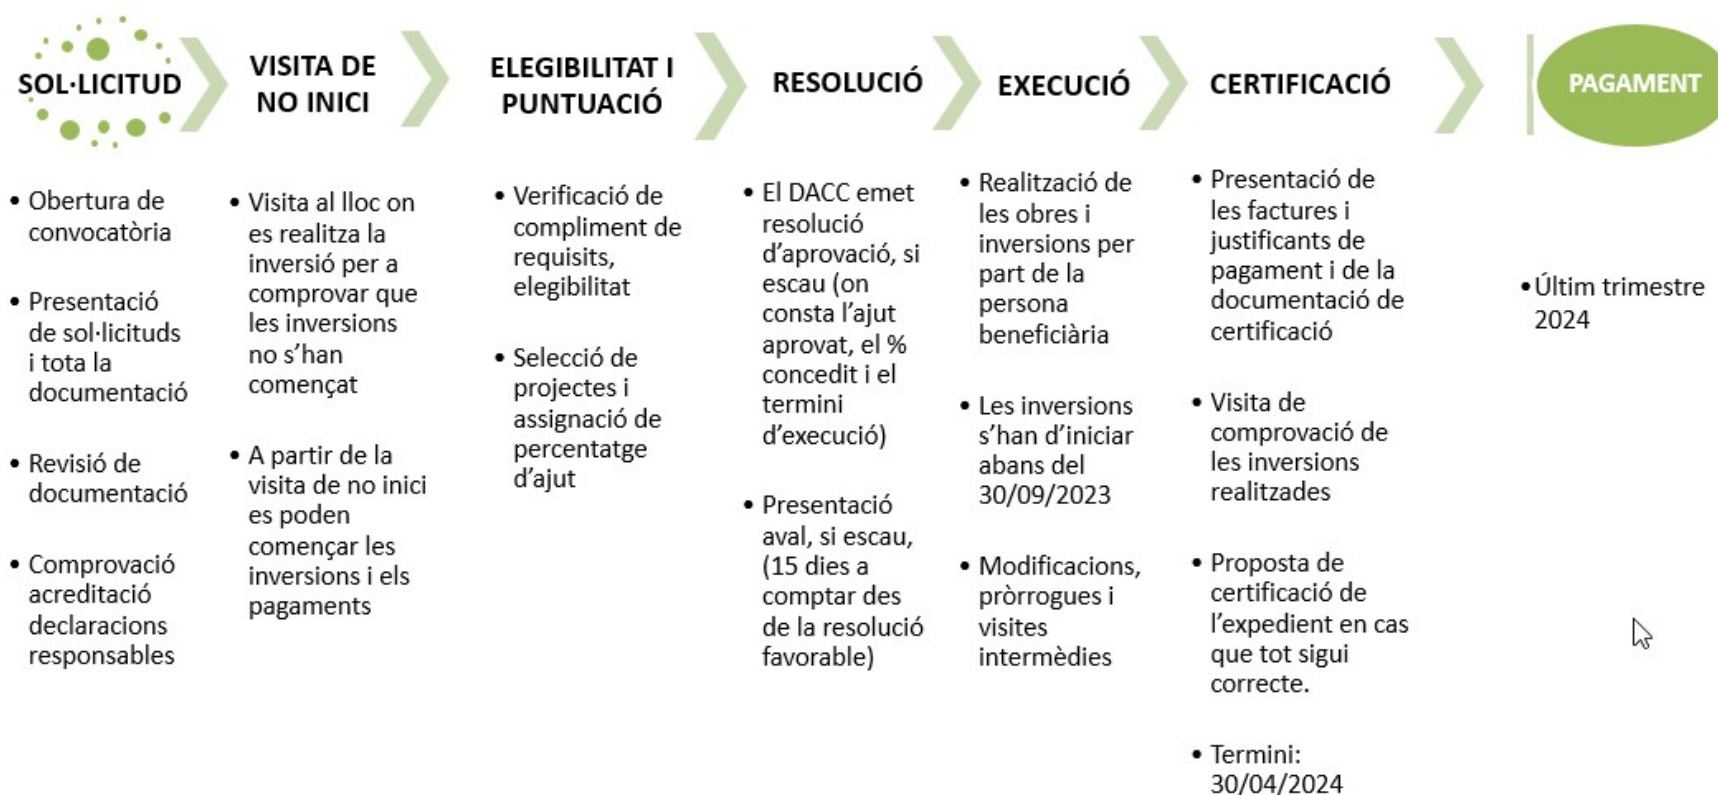 SOL·LICITUD
• Obertura de
convocatòria
• Presentació
de sol·licituds
i tota la
documentació
• Revisió de
documentació
• Comprovació
acreditació
declaracions
responsables
VISITA DE
NO INICI
• Visita al lloc on
es realitza la
inversió per a
comprovar que
les inversions
no s’han
començat
• A partir de la
visita de no inici
es poden
començar les
inversions i els
pagaments
ELEGIBILITAT I
PUNTUACIÓ
• Verificació de
compliment de
requisits,
elegibilitat
• Selecció de
projectes i
assignació de
percentatge
d’ajut
RESOLUCIÓ
• El DACC emet
resolució
d’aprovació, si
escau (on
consta l’ajut
aprovat, el %
concedit i el
termini
d’execució)
• Presentació
aval, si escau,
(15 dies a
comptar des
de la resolució
favorable)
EXECUCIÓ
• Realització de
les obres i
inversions per
part de la
persona
beneficiària
• Les inversions
s’han d’iniciar
abans del
30/09/2023
• Modificacions,
pròrrogues i
visites
intermèdies
CERTIFICACIÓ
• Presentació de
les factures i
justificants de
pagament i de la
documentació de
certificació
• Visita de
comprovació de
les inversions
realitzades
• Proposta de
certificació de
l’expedient en cas
que tot sigui
correcte.
• Termini:
30/04/2024
PAGAMENT
• Últim trimestre
2024